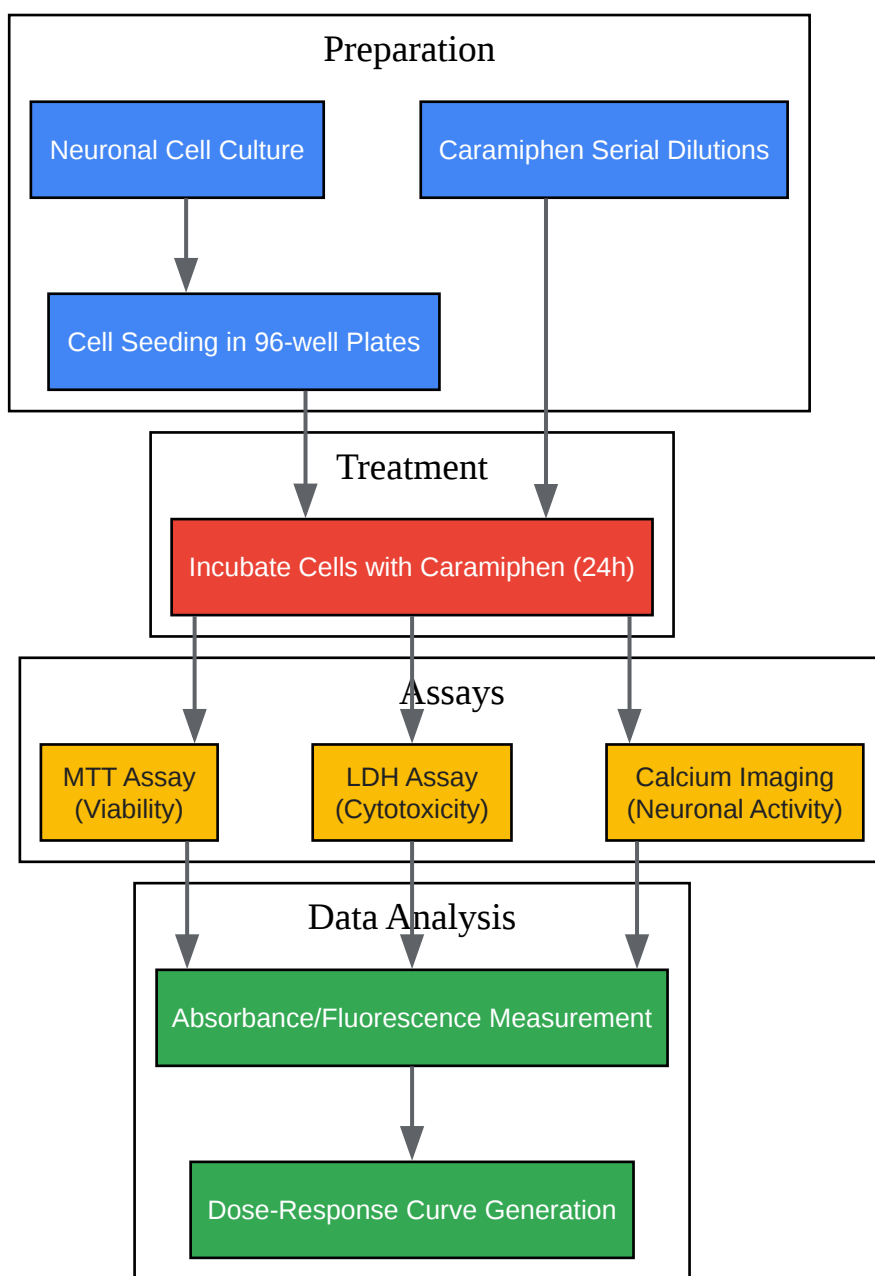 Preparation
Neuronal Cell Culture
Caramiphen Serial Dilutions
Cell Seeding in 96-well Plates
Treatment
Incubate Cells with Caramiphen (24h)
Assays
MTT Assay
(Viability)
LDH Assay
(Cytotoxicity)
Calcium Imaging
(Neuronal Activity)
Data Analysis
Absorbance/Fluorescence Measurement
Dose-Response Curve Generation